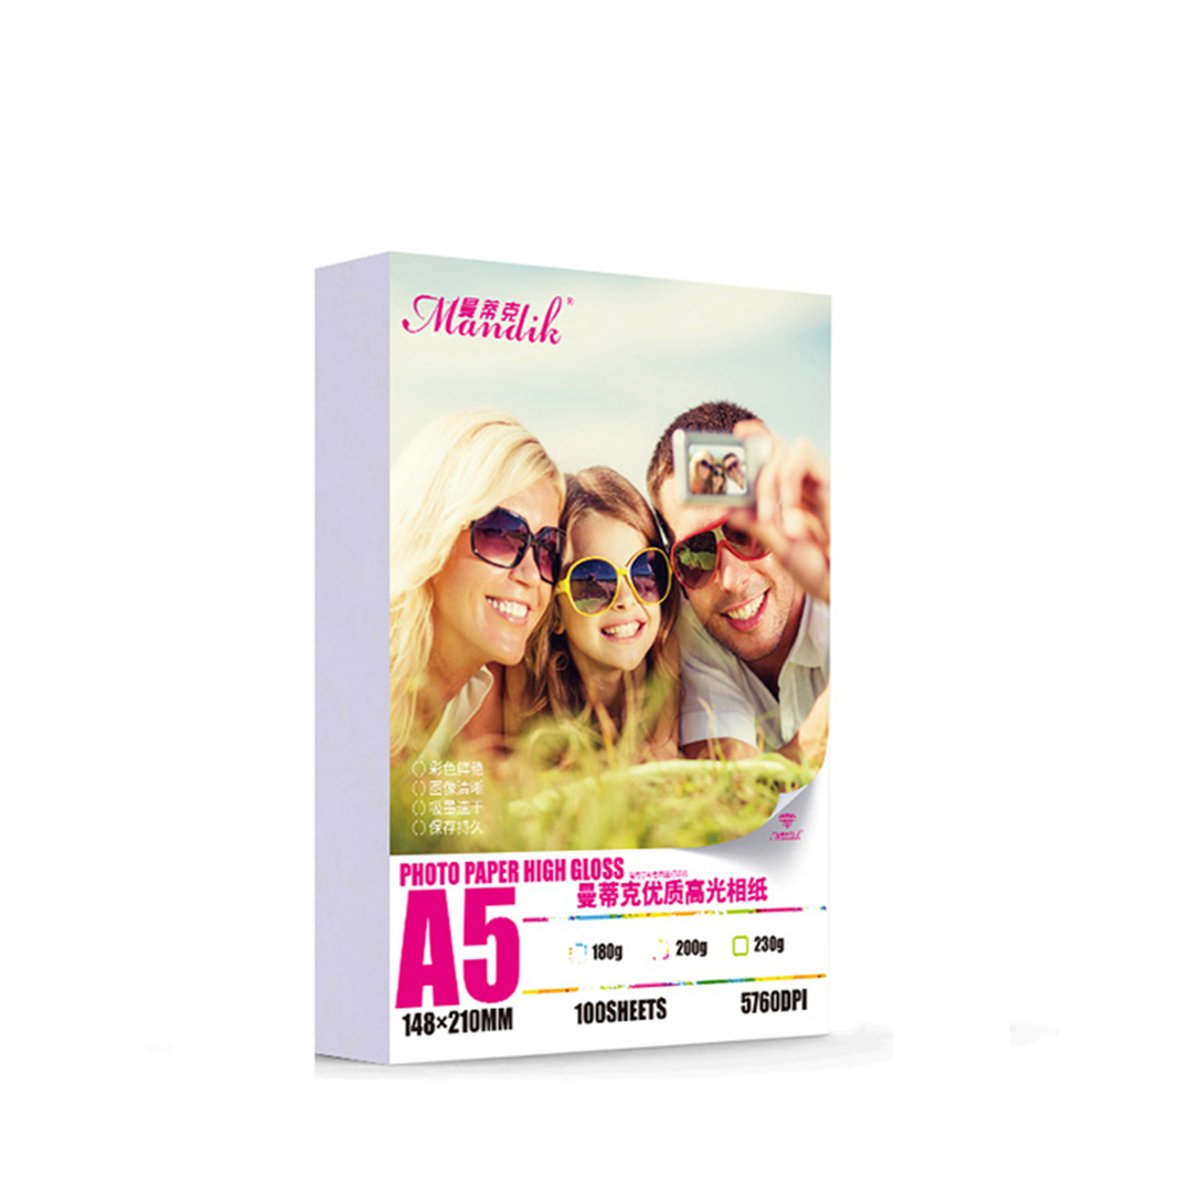 曼蒂克®
Mandik
() 彩色鲜艳
() 图像清晰
() 吸墨速干
() 保存持久
PHOTO PAPER HIGH GLOSS
曼蒂克优质高光相纸
A5
180g 200g 230g
148×210MM 100SHEETS 5760DPI